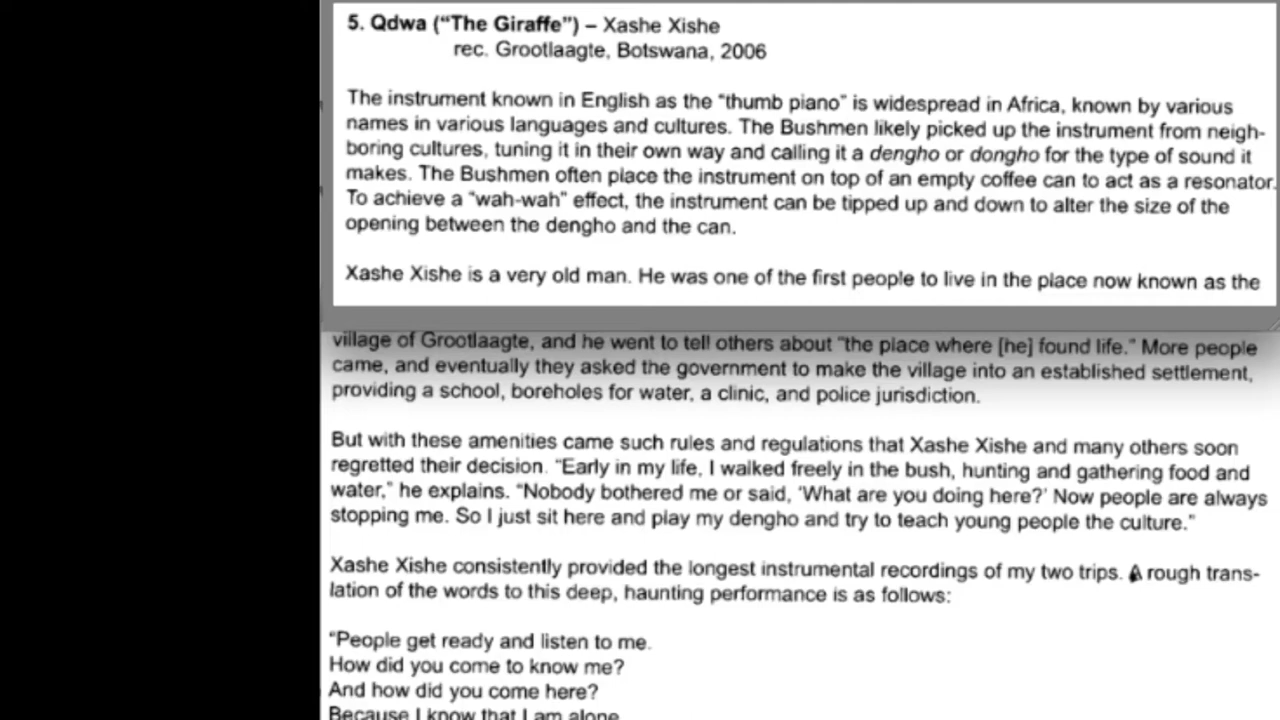 5. Qdwa (“The Giraffe”) – Xashe Xishe
rec. Grootlaagte, Botswana, 2006
The instrument known in English as the “thumb piano” is widespread in Africa, known by various
names in various languages and cultures. The Bushmen likely picked up the instrument from neigh-
boring cultures, tuning it in their own way and calling it a dengho or dongho for the type of sound it
makes. The Bushmen often place the instrument on top of an empty coffee can to act as a resonator.
To achieve a “wah-wah” effect, the instrument can be tipped up and down to alter the size of the
opening between the dengho and the can.
Xashe Xishe is a very old man. He was one of the first people to live in the place now known as the
village of Grootlaagte, and he went to tell others about “the place where [he] found life.” More people
came, and eventually they asked the government to make the village into an established settlement,
providing a school, boreholes for water, a clinic, and police jurisdiction.
But with these amenities came such rules and regulations that Xashe Xishe and many others soon
regretted their decision. “Early in my life, I walked freely in the bush, hunting and gathering food and
water,” he explains. “Nobody bothered me or said, ‘What are you doing here?’ Now people are always
stopping me. So I just sit here and play my dengho and try to teach young people the culture.”
Xashe Xishe consistently provided the longest instrumental recordings of my two trips. A rough trans-
lation of the words to this deep, haunting performance is as follows:
“People get ready and listen to me.
How did you come to know me?
And how did you come here?
Because I know that I am alone